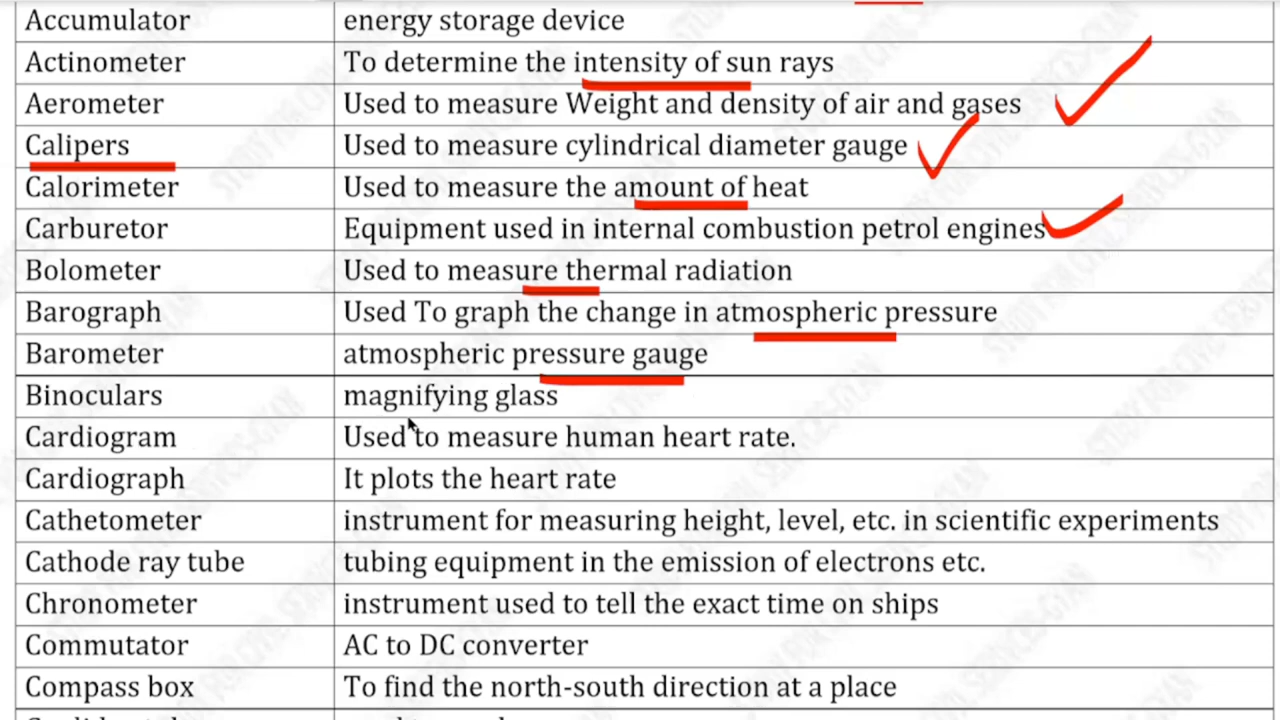 Accumulator energy storage device
Actinometer To determine the intensity of sun rays
Aerometer Used to measure Weight and density of air and gases
Calipers Used to measure cylindrical diameter gauge
Calorimeter Used to measure the amount of heat
Carburetor Equipment used in internal combustion petrol engines
Bolometer Used to measure thermal radiation
Barograph Used To graph the change in atmospheric pressure
Barometer atmospheric pressure gauge
Binoculars magnifying glass
Cardiogram Used to measure human heart rate.
Cardiograph It plots the heart rate
Cathetometer instrument for measuring height, level, etc. in scientific experiments
Cathode ray tube tubing equipment in the emission of electrons etc.
Chronometer instrument used to tell the exact time on ships
Commutator AC to DC converter
Compass box To find the north-south direction at a place